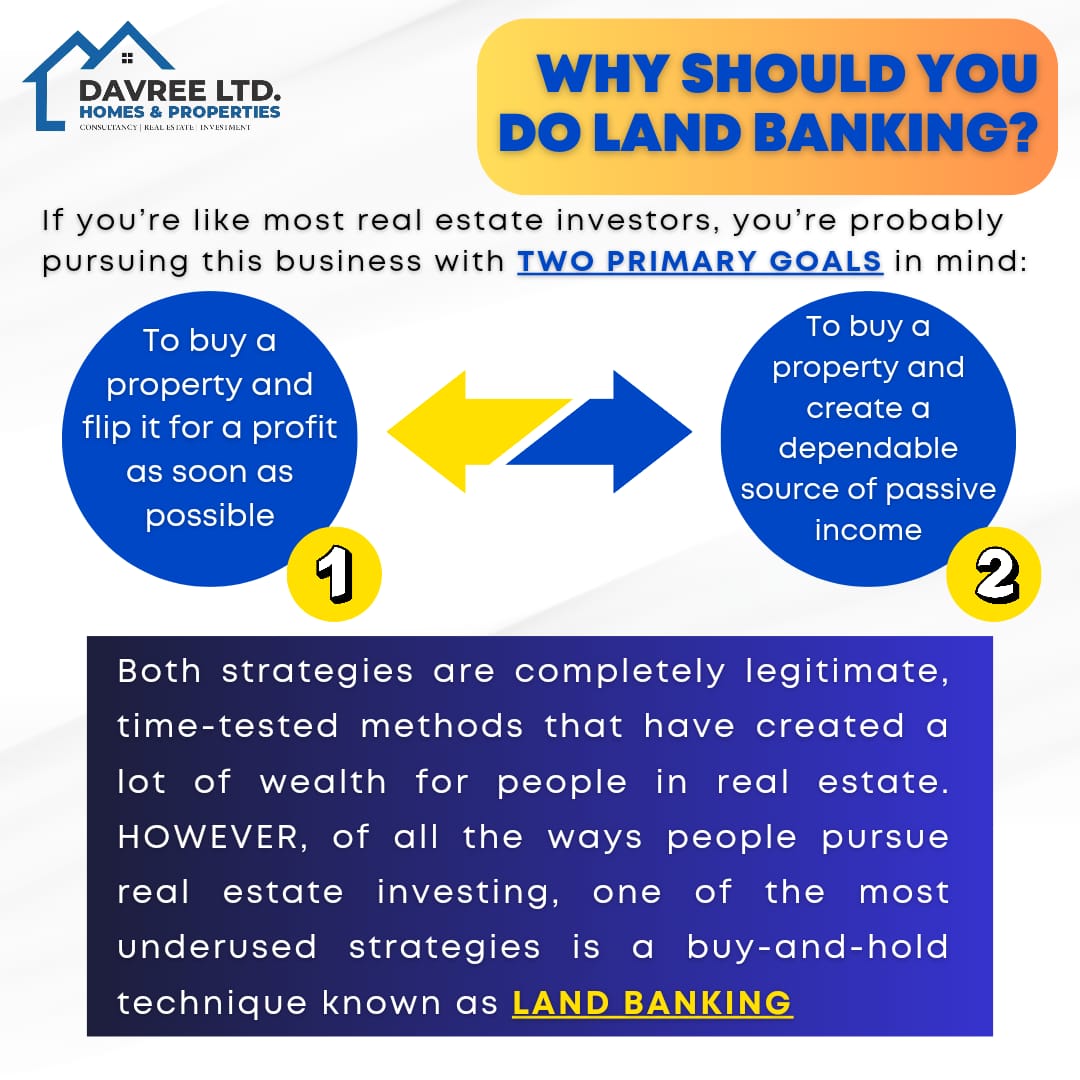 DAVREE LTD.
HOMES & PROPERTIES
CONSULTANCY | REAL ESTATE | INVESTMENT
WHY SHOULD YOU
DO LAND BANKING?
If you’re like most real estate investors, you’re probably
pursuing this business with TWO PRIMARY GOALS in mind:
To buy a
property and
flip it for a profit
as soon as
possible
1
To buy a
property and
create a
dependable
source of passive
income
2
Both strategies are completely legitimate,
time-tested methods that have created a
lot of wealth for people in real estate.
HOWEVER, of all the ways people pursue
real estate investing, one of the most
underused strategies is a buy-and-hold
technique known as LAND BANKING